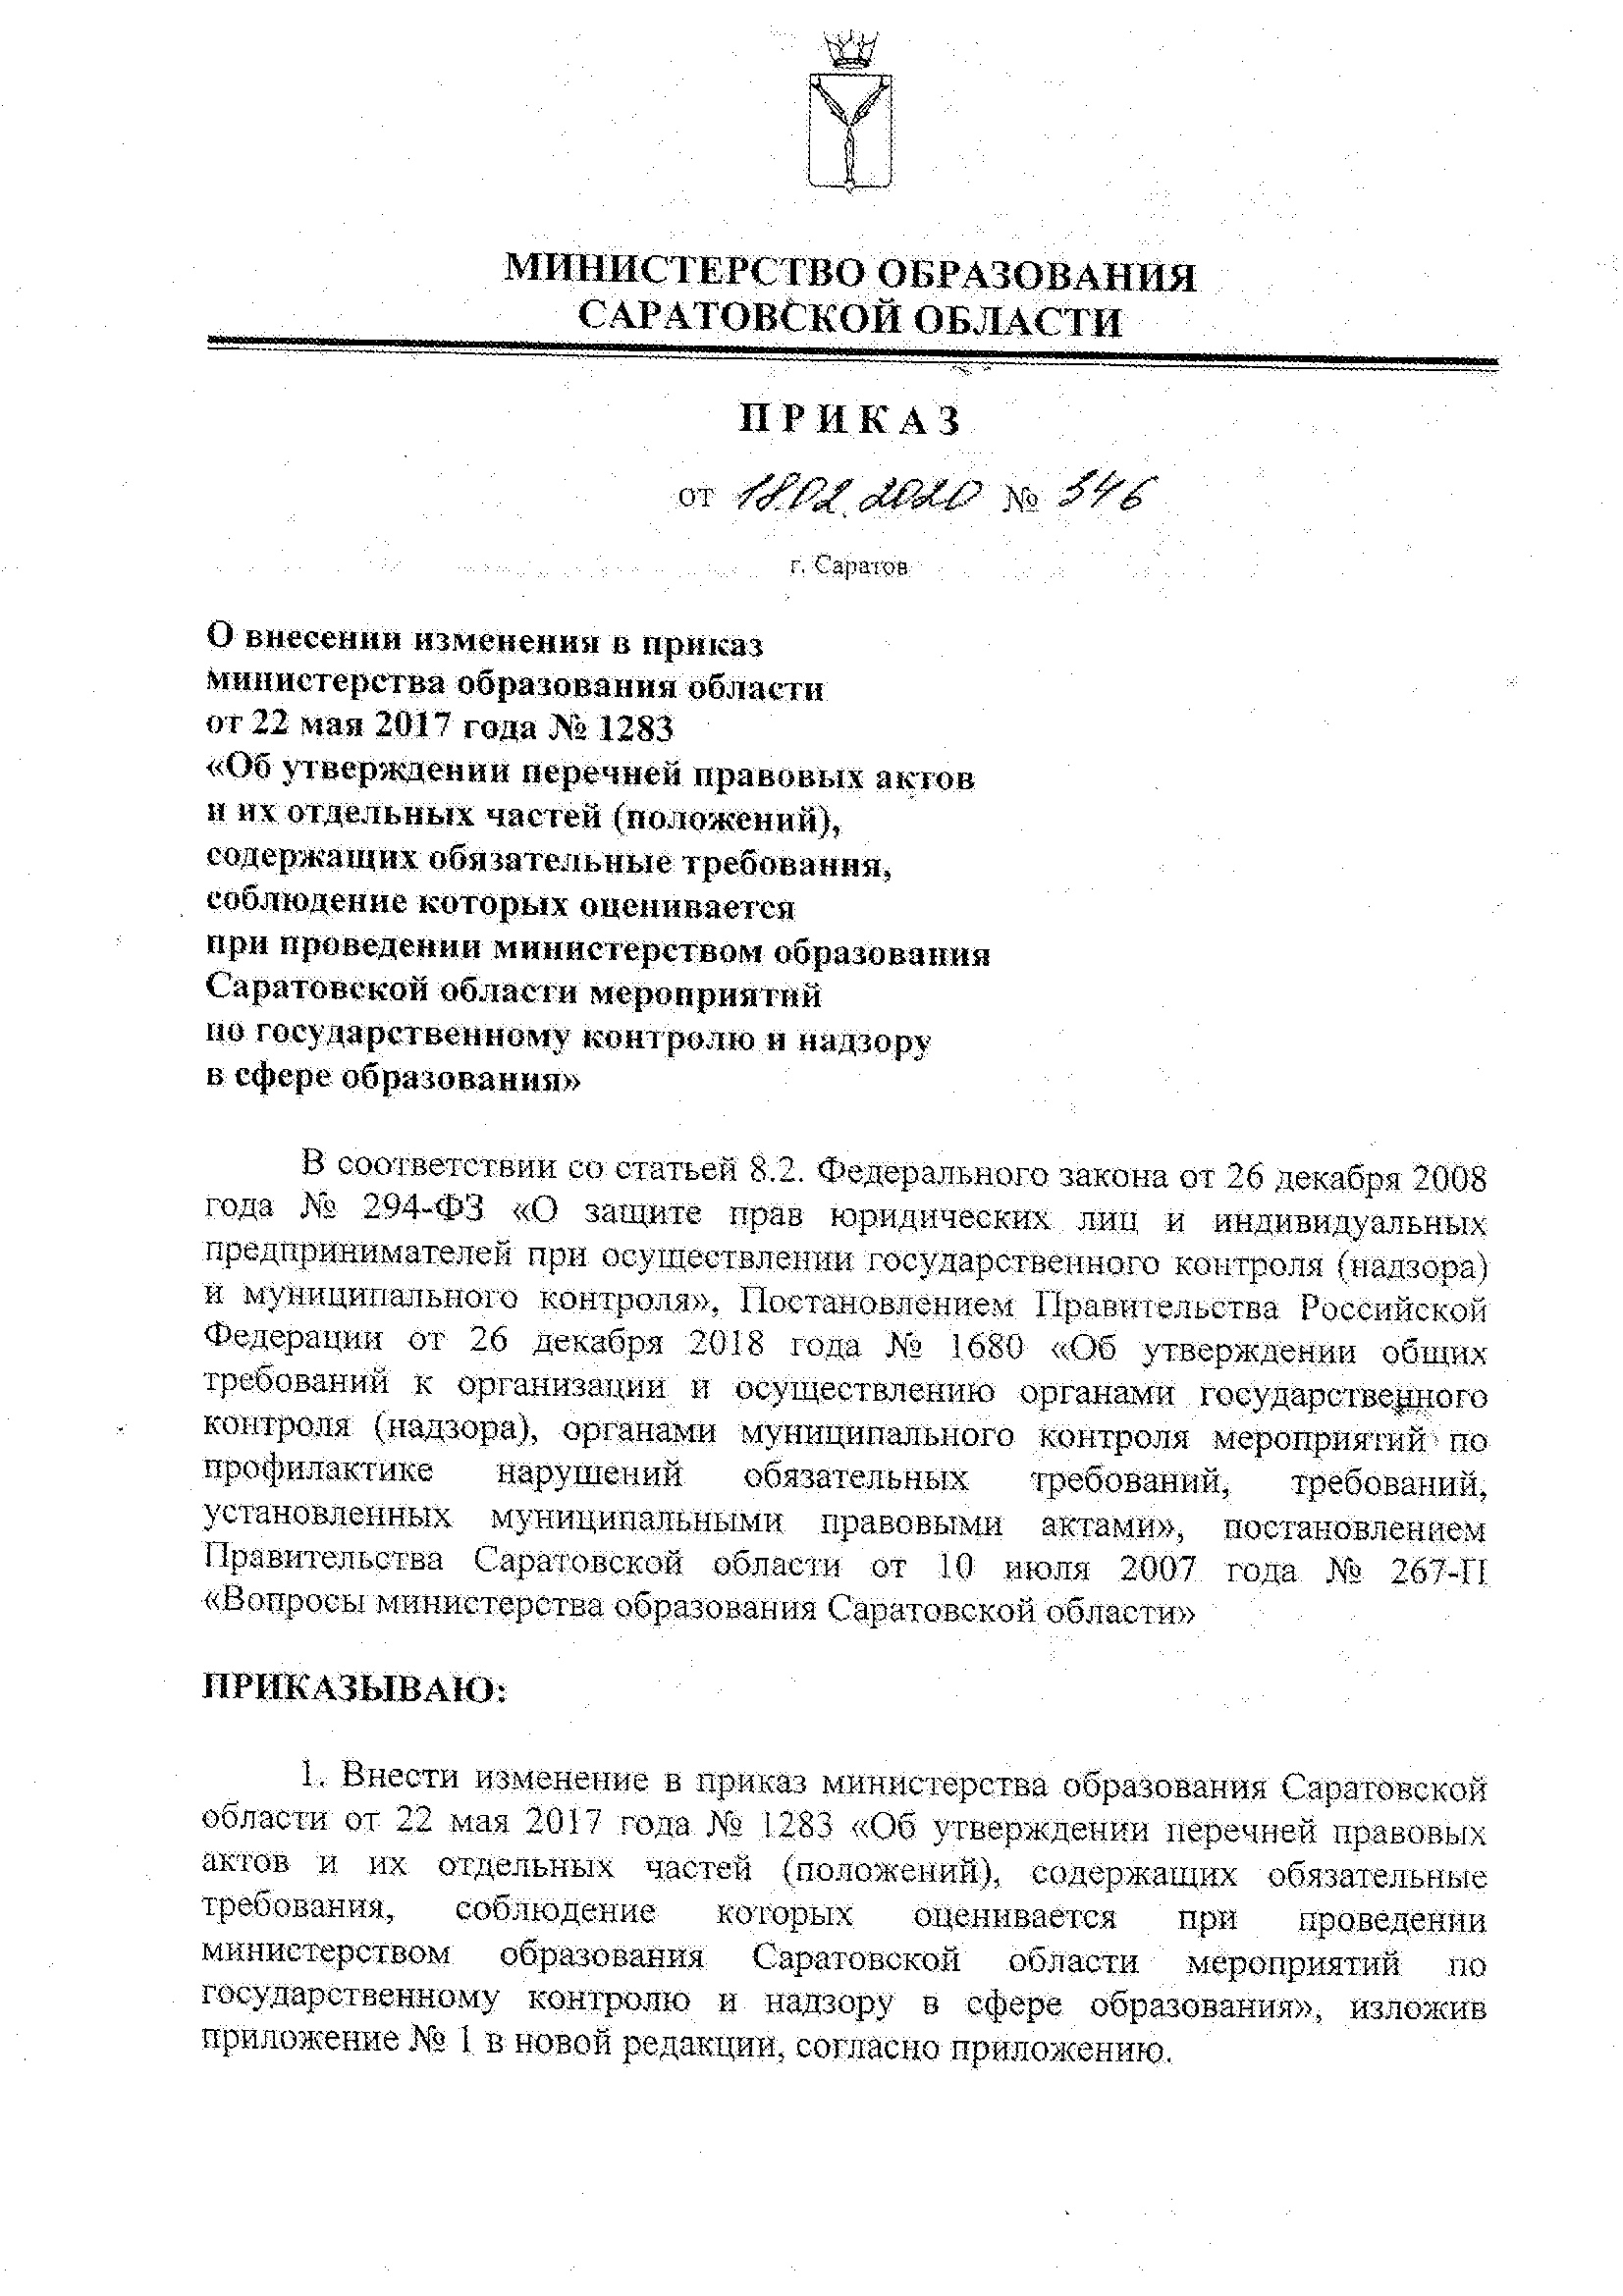 МИНИСТЕРСТВО ОБРАЗОВАНИЯ
САРАТОВСКОЙ ОБЛАСТИ
П Р И К А З
от 18.02.2020 № 346
г. Саратов
О внесении изменения в приказ
министерства образования области
от 22 мая 2017 года № 1283
«Об утверждении перечней правовых актов
и их отдельных частей (положений),
содержащих обязательные требования,
соблюдение которых оценивается
при проведении министерством образования
Саратовской области мероприятий
по государственному контролю и надзору
в сфере образования»
В соответствии со статьей 8.2. Федерального закона от 26 декабря 2008
года № 294-ФЗ «О защите прав юридических лиц и индивидуальных
предпринимателей при осуществлении государственного контроля (надзора)
и муниципального контроля», Постановлением Правительства Российской
Федерации от 26 декабря 2018 года № 1680 «Об утверждении общих
требований к организации и осуществлению органами государственного
контроля (надзора), органами муниципального контроля мероприятий по
профилактике нарушений обязательных требований, требований,
установленных муниципальными правовыми актами», постановлением
Правительства Саратовской области от 10 июля 2007 года № 267-П
«Вопросы министерства образования Саратовской области»
ПРИКАЗЫВАЮ:
1. Внести изменение в приказ министерства образования Саратовской
области от 22 мая 2017 года № 1283 «Об утверждении перечней правовых
актов и их отдельных частей (положений), содержащих обязательные
требования, соблюдение которых оценивается при проведении
министерством образования Саратовской области мероприятий по
государственному контролю и надзору в сфере образования», изложив
приложение № 1 в новой редакции, согласно приложению.